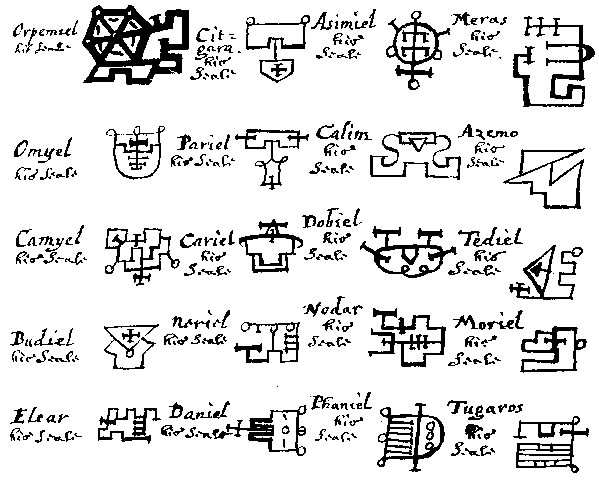 Orpemiel
his Seale
Cit=
gara
his
Seale
Asimiel
his
Seale
Meras
his
Seale
Omyel
his Seale
Pariel
his Seale
Calim
his
Seale
Azemo
his
Seale
Camyel
his Seale
Cariel
his
Seale
Dobiel
his
Seale
Tediel
his
Seale
Budiel
his Seale
Neriel
his Seale
Nodar
his
Seale
Moriel
his
Seale
Elcar
his Seale
Daniel
his Seale
Phaniel
his
Seale
Tugaros
his
Seale